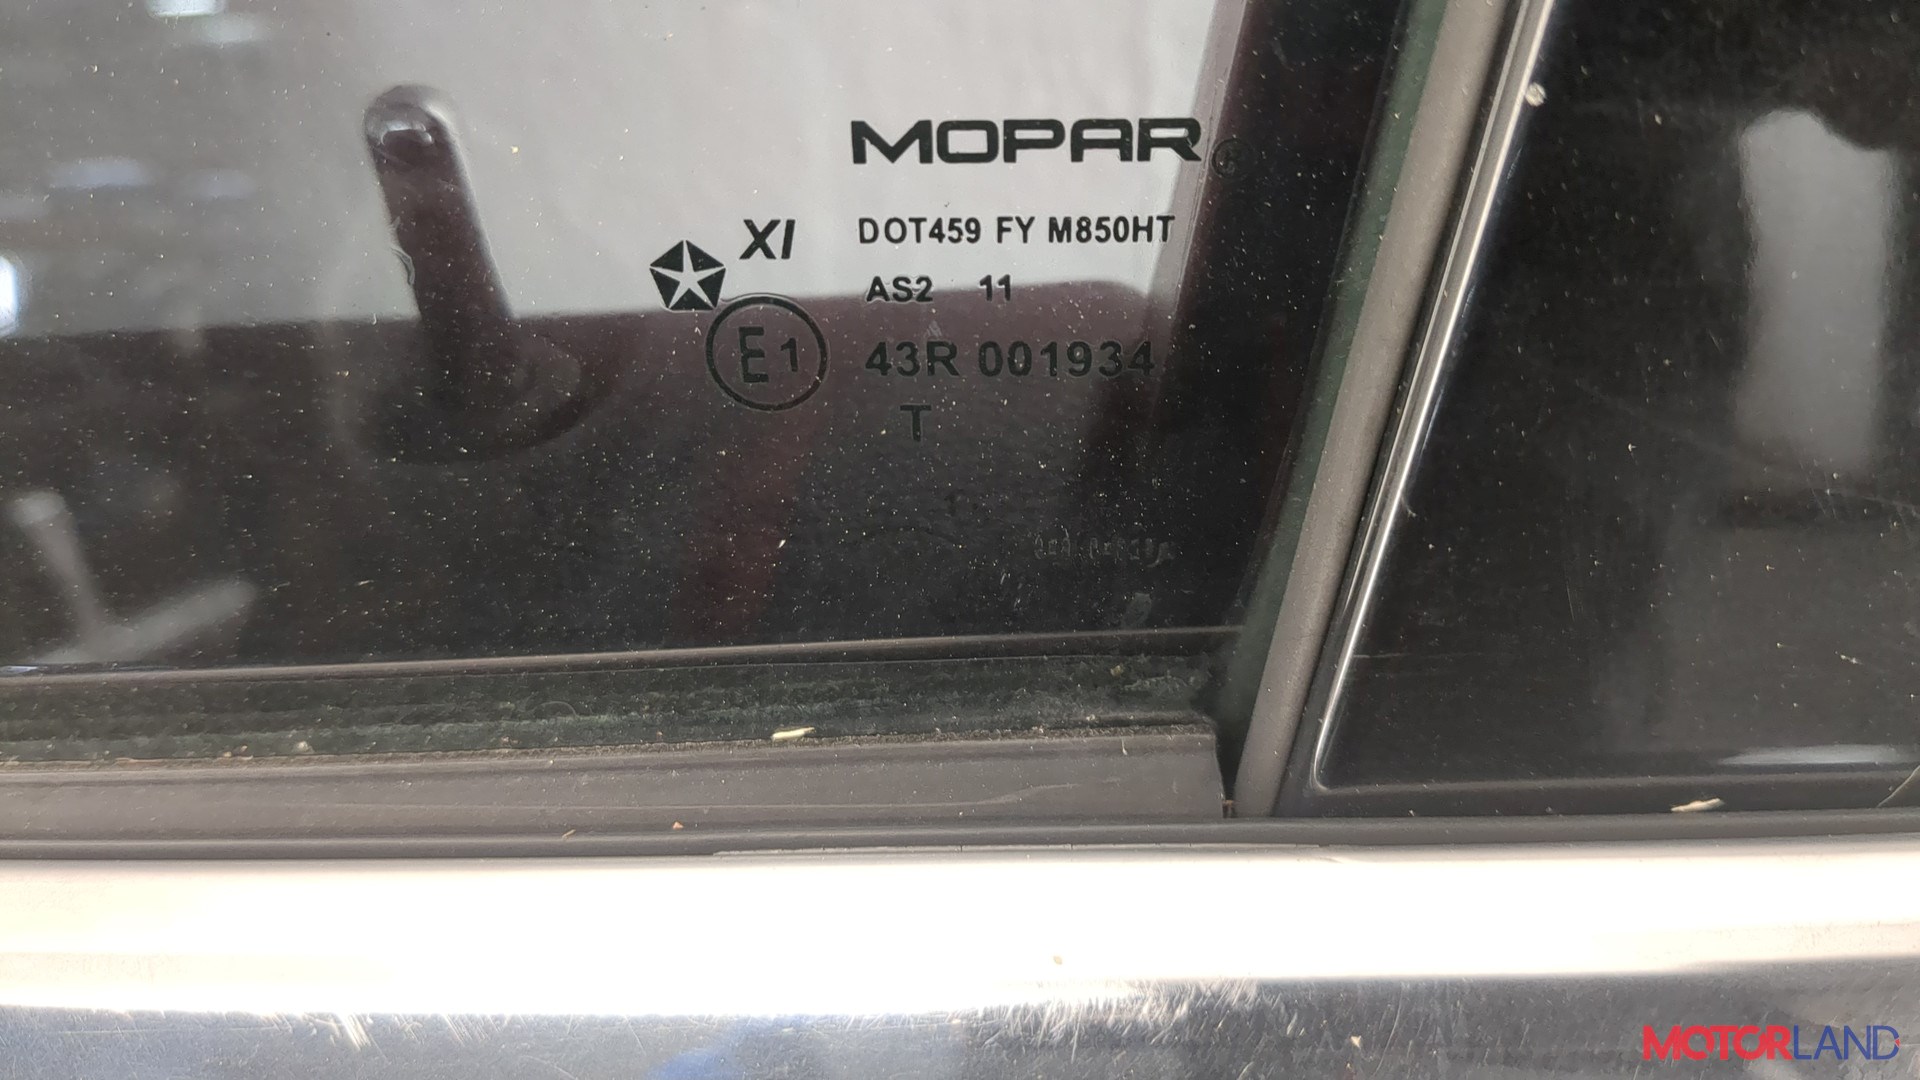 MOPAR®
XI DOT459 FY M850HT
AS2 11
E1 43R 001934
T
MOTORLAND